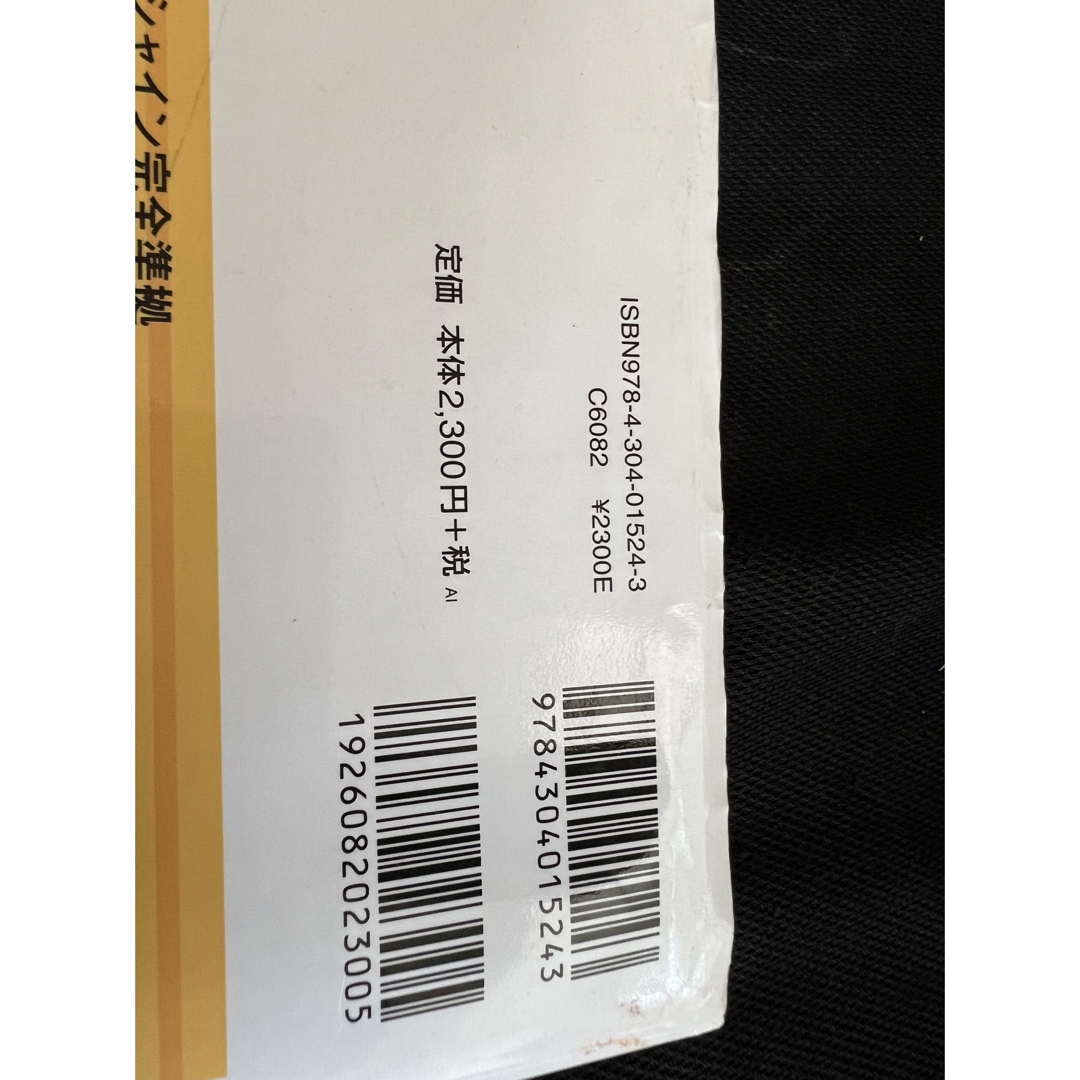 ISBN978-4-304-01524-3
C6082 ¥2300E
定価 本体2,300円+税 AI
9784304015243
1926082023005
シャイン完全準拠